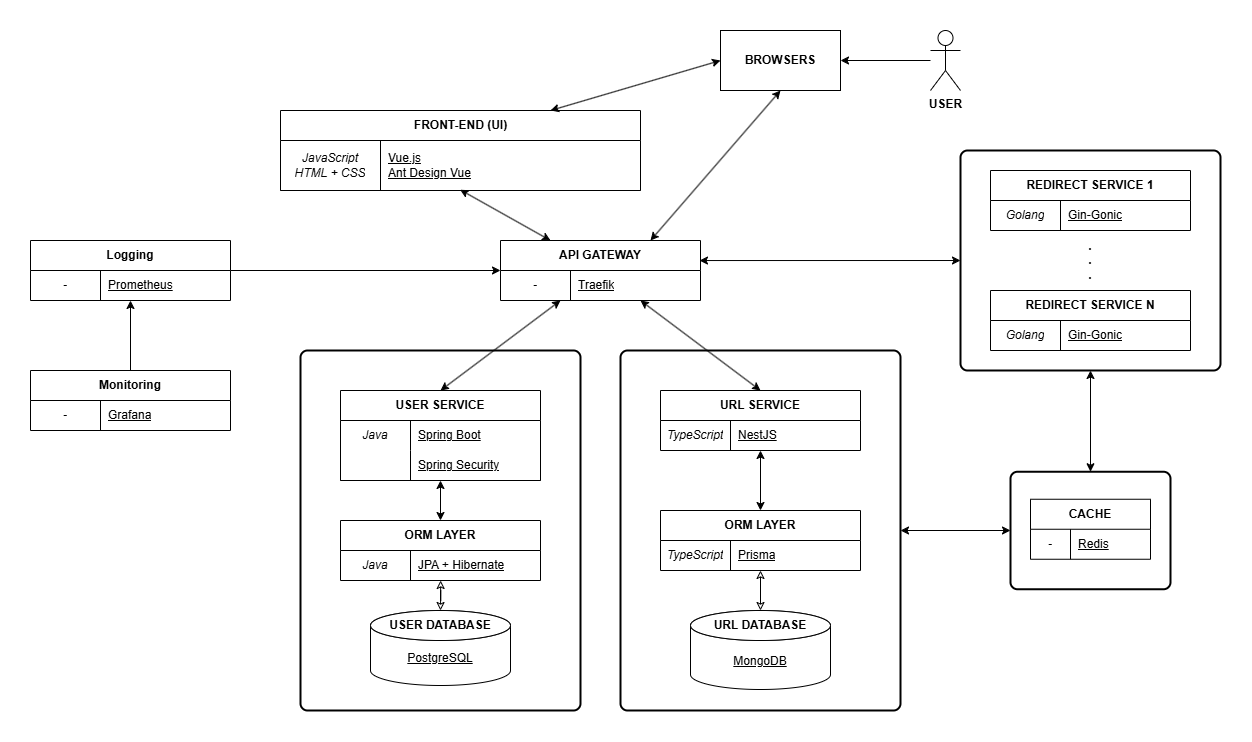 BROWSERS
USER
FRONT-END (UI)
JavaScript
HTML + CSS
Vue.js
Ant Design Vue
REDIRECT SERVICE 1
Golang
Gin-Gonic
.
.
.
REDIRECT SERVICE N
Golang
Gin-Gonic
Logging
-
Prometheus
API GATEWAY
-
Traefik
Monitoring
-
Grafana
USER SERVICE
Java
Spring Boot
Spring Security
ORM LAYER
Java
JPA + Hibernate
USER DATABASE
PostgreSQL
URL SERVICE
TypeScript
NestJS
ORM LAYER
TypeScript
Prisma
URL DATABASE
MongoDB
CACHE
-
Redis